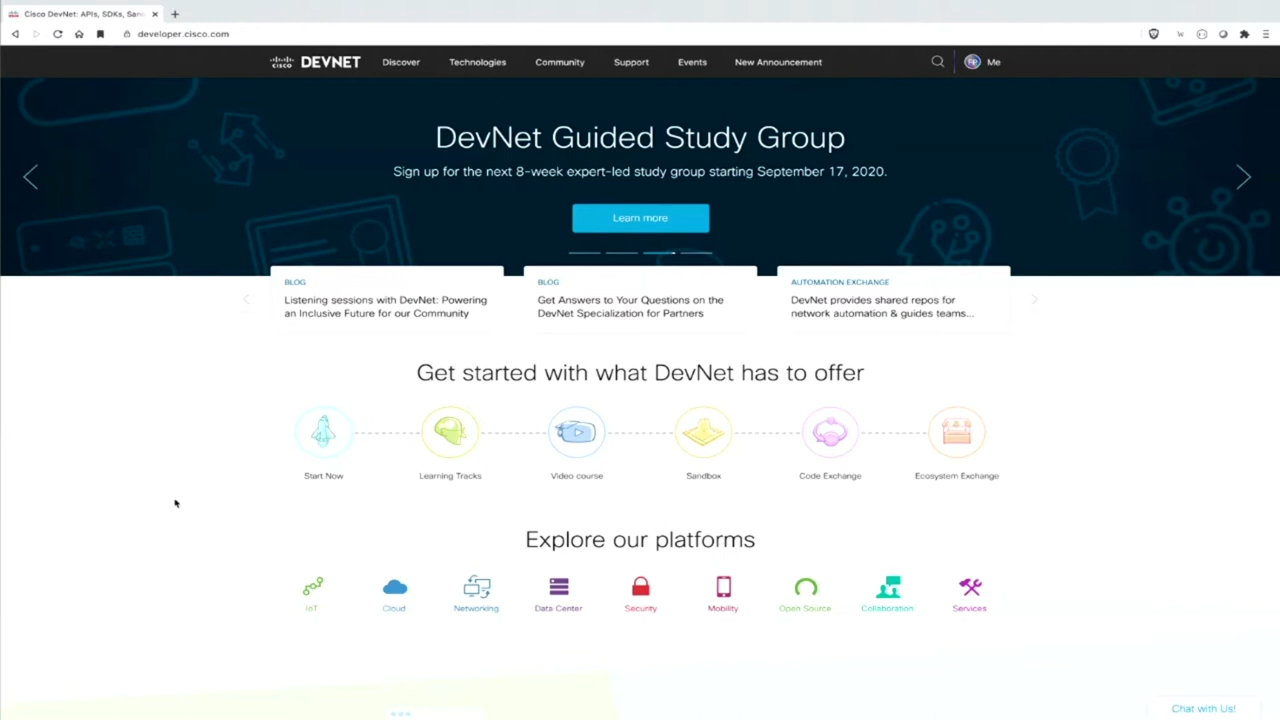 Cisco DevNet: APIs, SDKs, San
developer.cisco.com
cisco DEVNET Discover Technologies Community Support Events New Announcement Me
DevNet Guided Study Group
Sign up for the next 8-week expert-led study group starting September 17, 2020.
Learn more
BLOG
Listening sessions with DevNet: Powering
an Inclusive Future for our Community
BLOG
Get Answers to Your Questions on the
DevNet Specialization for Partners
AUTOMATION EXCHANGE
DevNet provides shared repos for
network automation & guides teams...
Get started with what DevNet has to offer
Start Now Learning Tracks Video course Sandbox Code Exchange Ecosystem Exchange
Explore our platforms
IoT Cloud Networking Data Center Security Mobility Open Source Collaboration Services
Chat with Us!